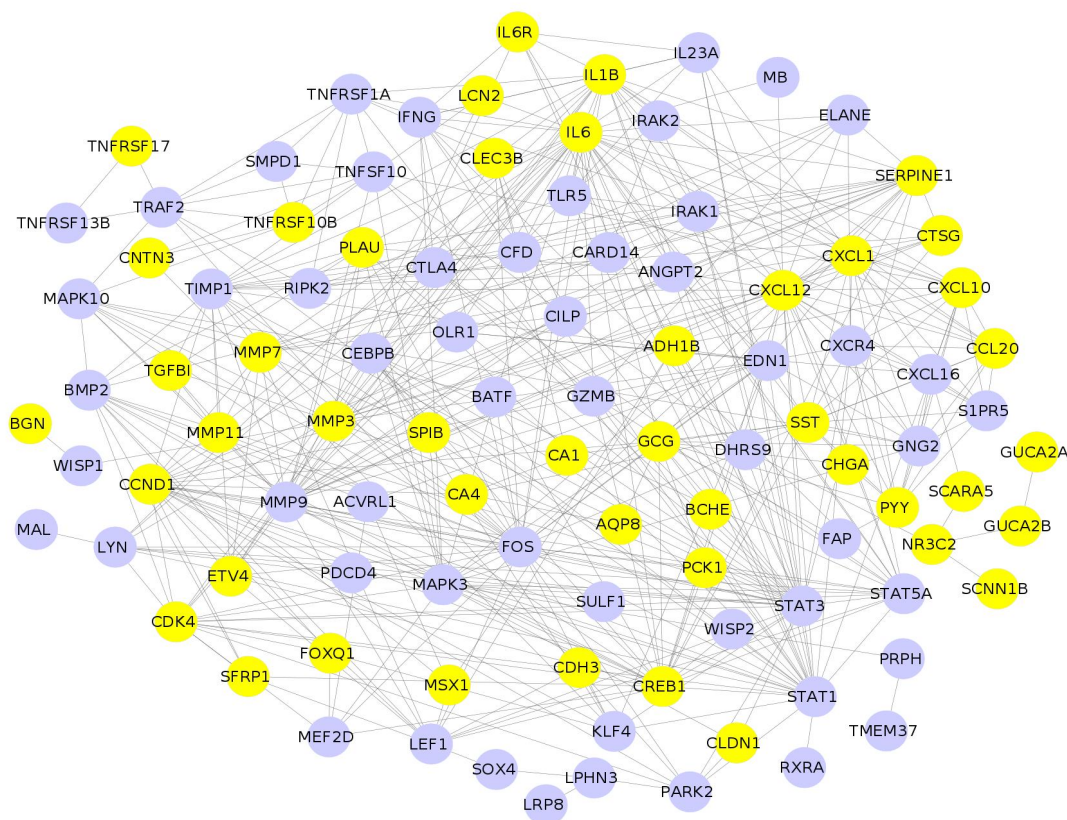 IL6R
IL23A
IL1B
MB
TNFRSF1A
LCN2
IFNG
IRAK2
ELANE
IL6
TNFRSF17
SMPD1
CLEC3B
TNFSF10
SERPINE1
TLR5
TNFRSF13B
TRAF2
TNFRSF10B
IRAK1
CTSG
CNTN3
PLAU
CFD
CARD14
CXCL1
CTLA4
ANGPT2
MAPK10
TIMP1
RIPK2
CXCL12
CXCL10
OLR1
CILP
MMP7
CEBPB
ADH1B
EDN1
CXCR4
CCL20
TGFBI
CXCL16
BMP2
BATF
GZMB
S1PR5
BGN
MMP11
MMP3
SPIB
SST
GCG
GNG2
WISP1
CA1
DHRS9
CHGA
GUCA2A
CCND1
CA4
SCARA5
MMP9
ACVRL1
BCHE
PYY
AQP8
GUCA2B
MAL
LYN
FOS
FAP
NR3C2
ETV4
PDCD4
MAPK3
PCK1
SCNN1B
SULF1
STAT3
STAT5A
CDK4
WISP2
FOXQ1
CDH3
PRPH
SFRP1
MSX1
CREB1
STAT1
MEF2D
LEF1
KLF4
CLDN1
TMEM37
SOX4
LPHN3
RXRA
PARK2
LRP8